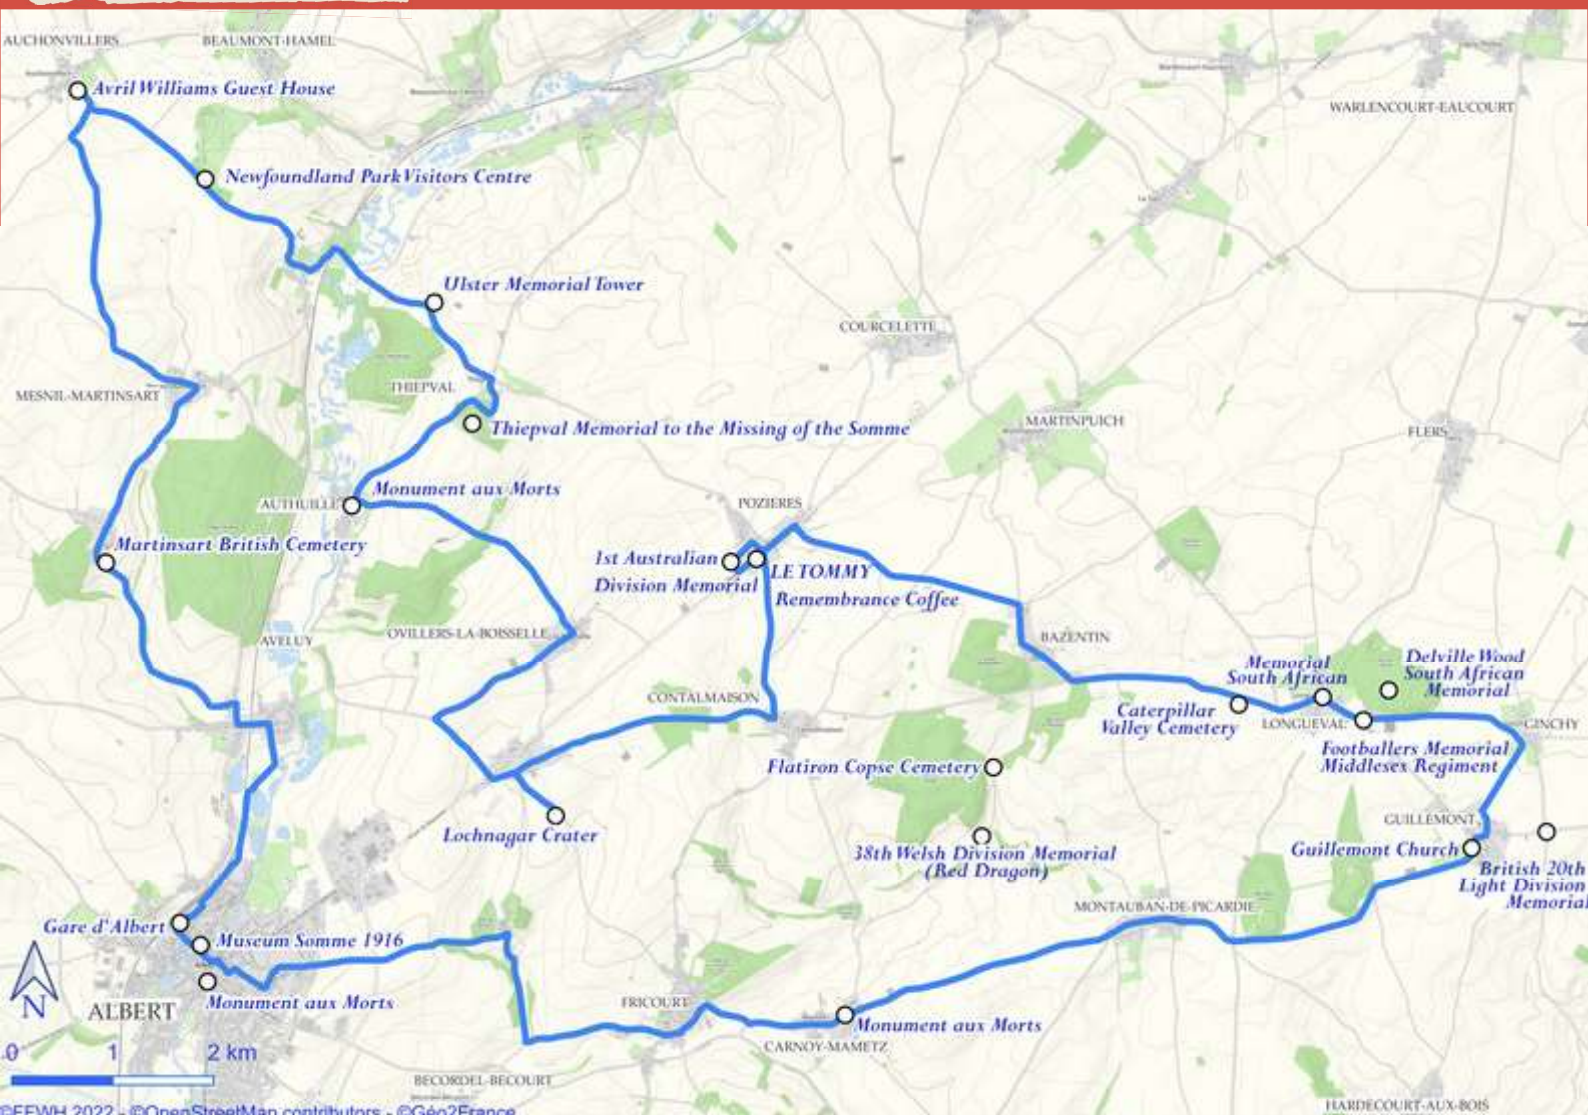 AUCHONVILLERS
BEAUMONT-HAMEL
Avril Williams Guest House
WARLENCOURT-EAUCOURT
Newfoundland Park Visitors Centre
Ulster Memorial Tower
COURCELETTE
THIEPVAL
MESNIL-MARTINSART
Thiepval Memorial to the Missing of the Somme
MARTINPUICH
FLERS
Monument aux Morts
AUTHUILLE
POZIERES
Martinsart British Cemetery
1st Australian
Division Memorial
LE TOMMY
Remembrance Coffee
AVELUY
OVILLERS-LA-BOISSELLE
BAZENTIN
Memorial
South African
Delville Wood
South African
Memorial
CONTALMAISON
Caterpillar
Valley Cemetery
LONGUEVAL
GINCHY
Footballers Memorial
Middlesex Regiment
Flatiron Copse Cemetery
Lochnagar Crater
GUILLEMONT
Guillemont Church
38th Welsh Division Memorial
(Red Dragon)
British 20th
Light Division
Memorial
MONTAUBAN-DE-PICARDIE
Gare d'Albert
Museum Somme 1916
N
ALBERT
Monument aux Morts
FRICOURT
Monument aux Morts
CARNOY-MAMETZ
0 1 2 km
BECORDEL-BECOURT
HARDECOURT-AUX-BOIS
©FFWH 2022 - ©OpenStreetMap contributors - ©Géo2France